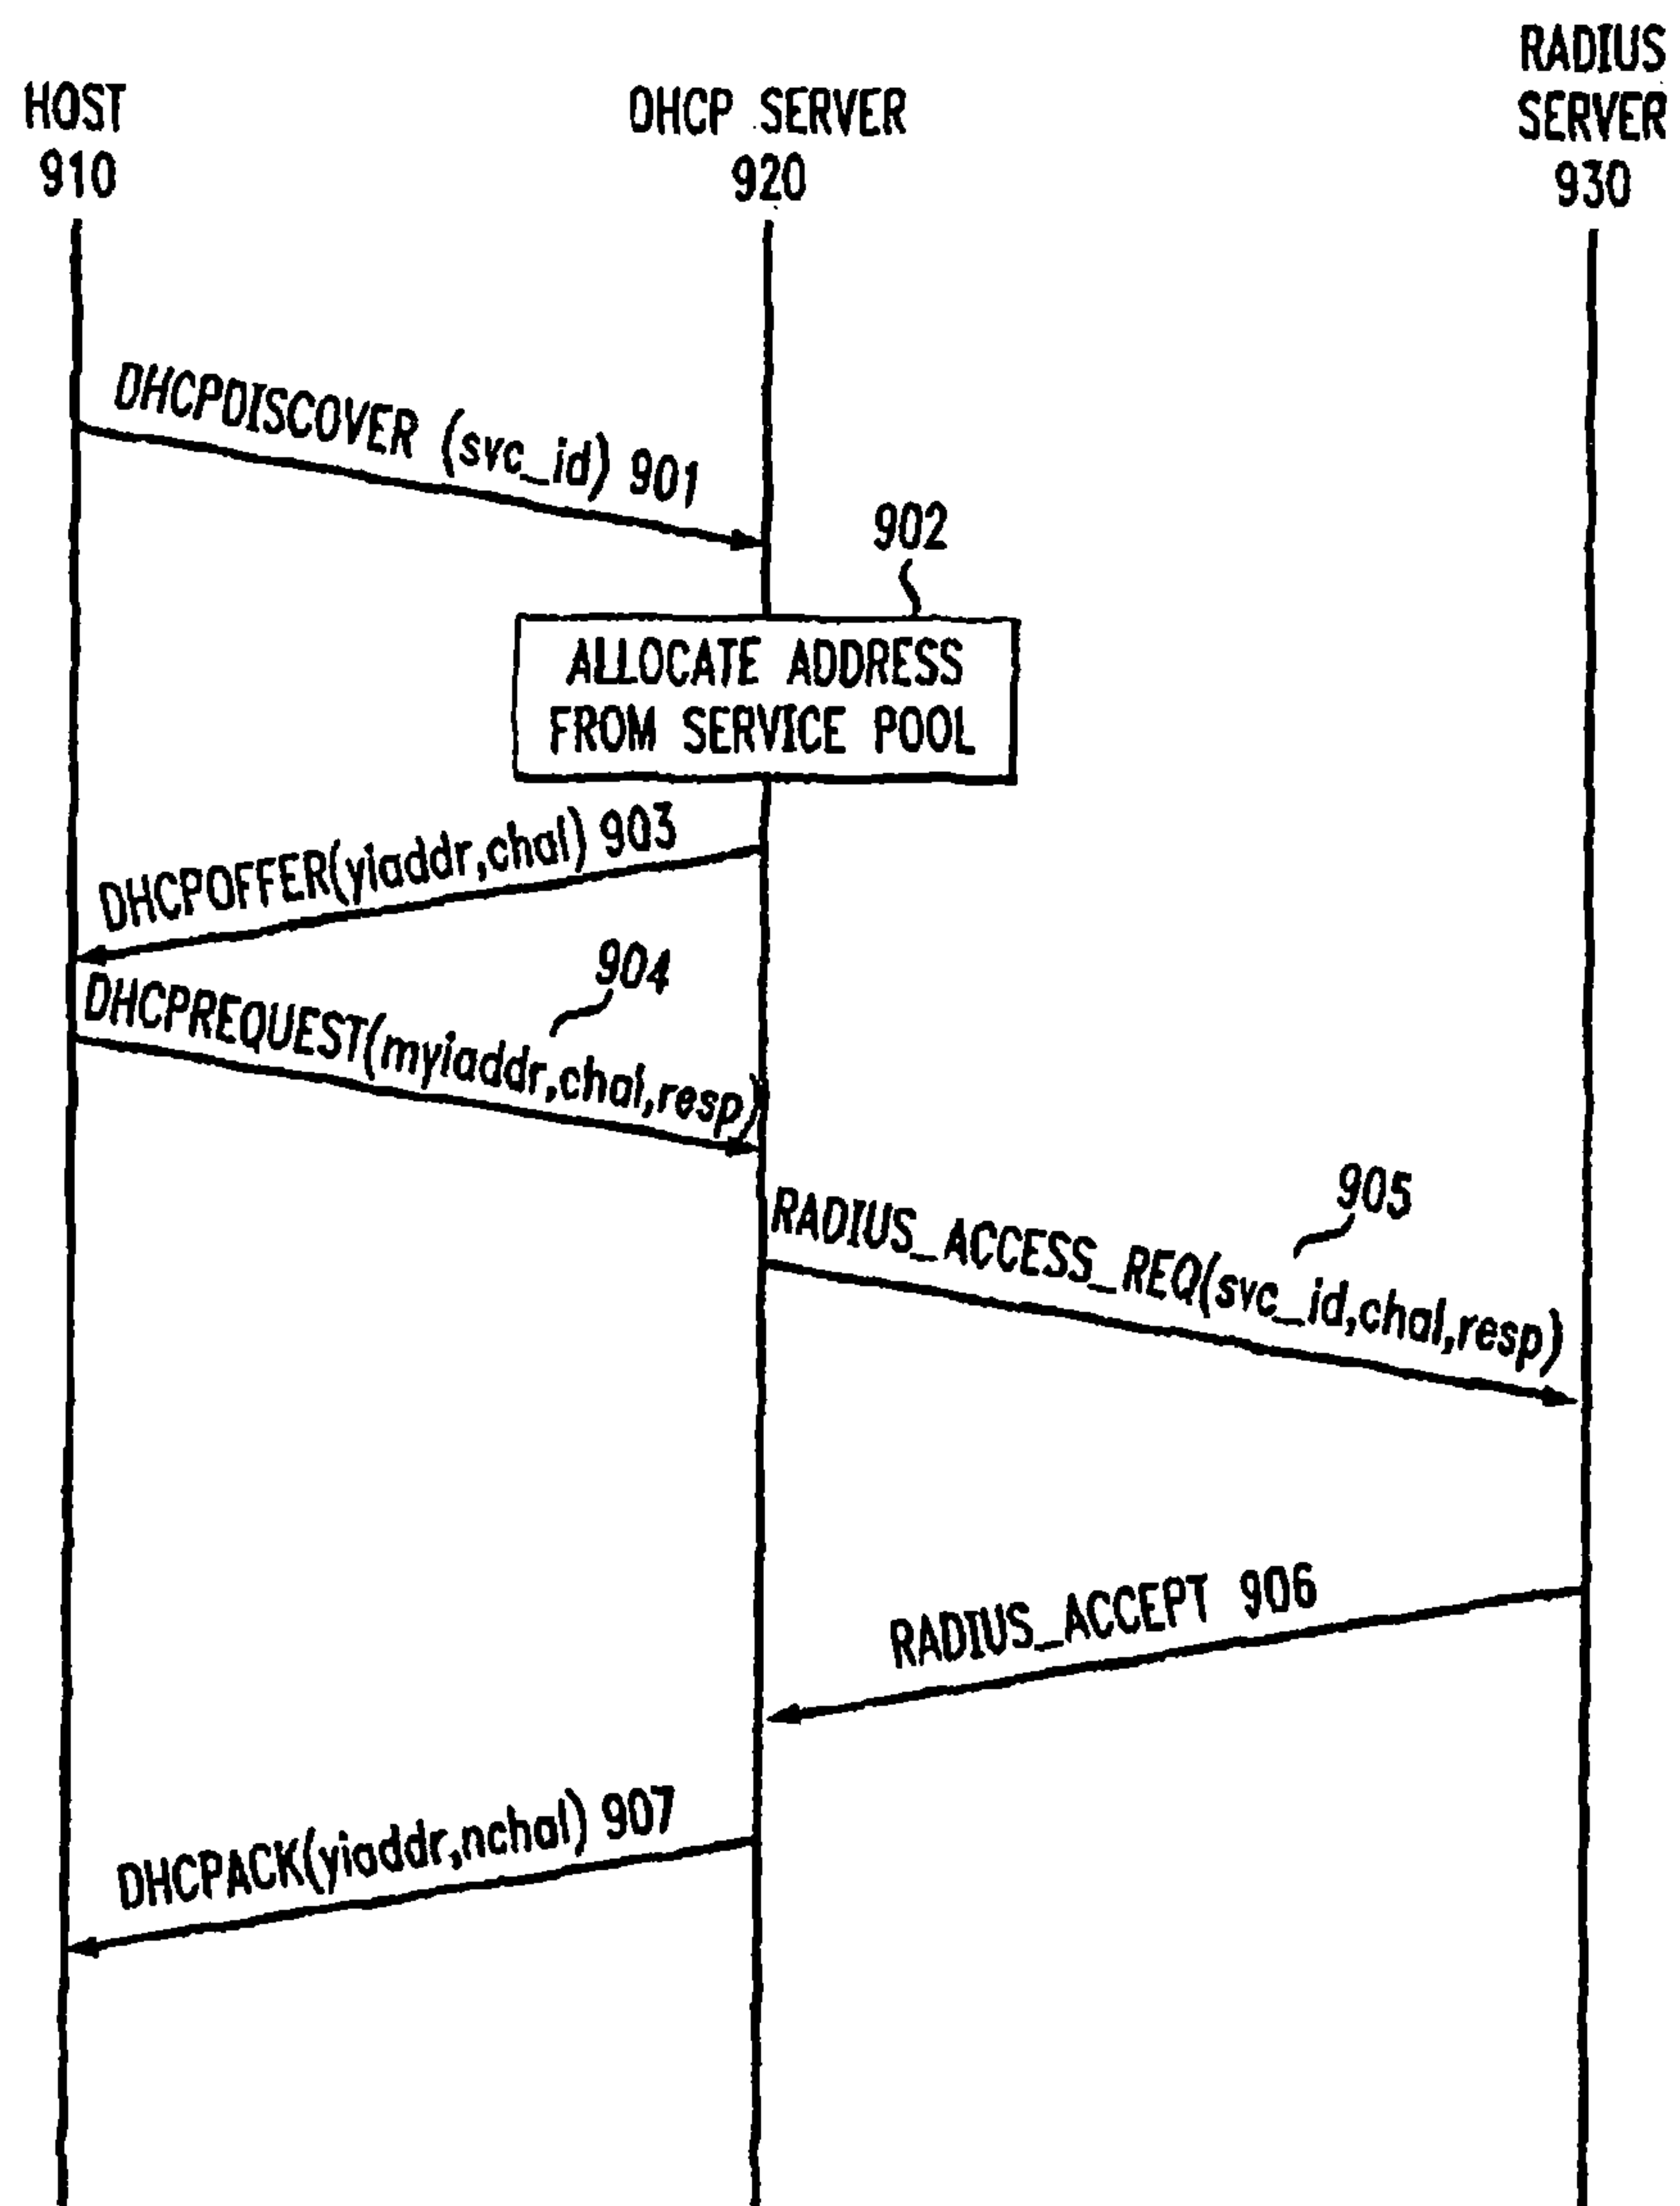 HOST
910
DHCP SERVER
920
RADIUS
SERVER
930
DHCPDISCOVER (svc_id) 901
902
ALLOCATE ADDRESS
FROM SERVICE POOL
DHCPOFFER(yiaddr,chal) 903
904
DHCPREQUEST(myiaddr,chal,resp)
905
RADIUS_ACCESS_REQ(svc_id,chal,resp)
RADIUS_ACCEPT 906
DHCPACK(yiaddr,nchal) 907